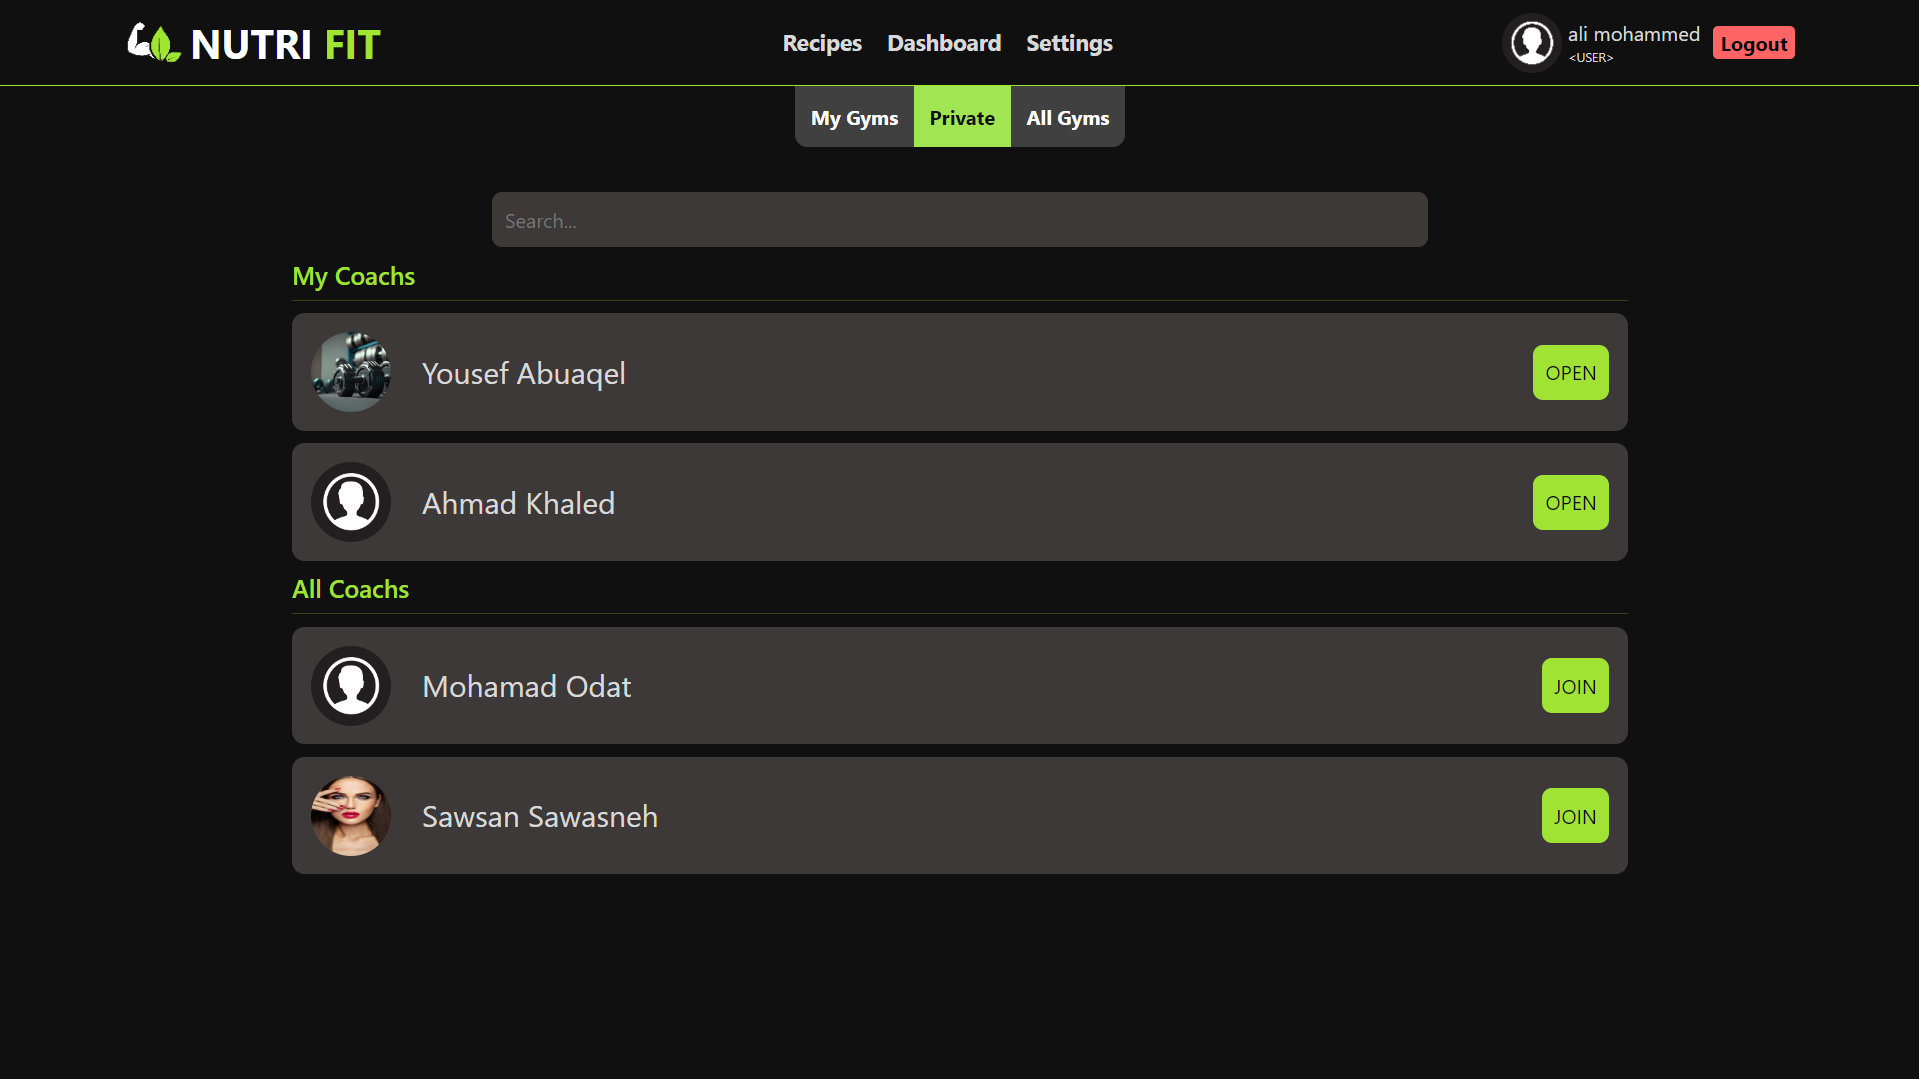 NUTRI FIT
Recipes
Dashboard
Settings
ali mohammed
<USER>
Logout
My Gyms
Private
All Gyms
Search...
My Coachs
Yousef Abuaqel
OPEN
Ahmad Khaled
OPEN
All Coachs
Mohamad Odat
JOIN
Sawsan Sawasneh
JOIN